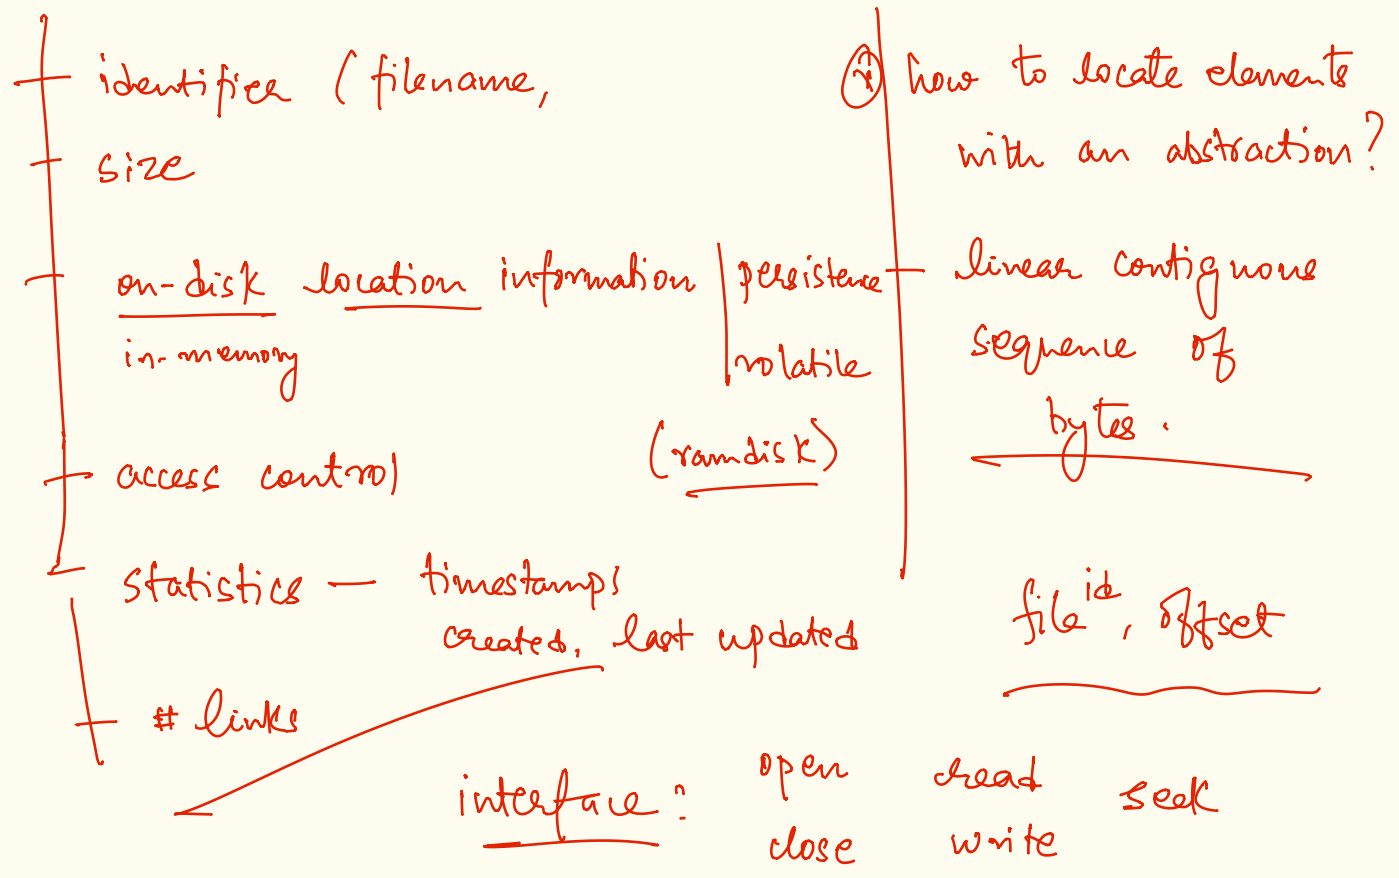 identifier (filename,
size
on-disk location information
in-memory
persistence
volatile
(ramdisk)
access control
statistics — timestamps
created, last updated
# links
how to locate elements
with an abstraction?
linear contiguous
sequence of
bytes.
file id, offset
interface:
open read seek
close write